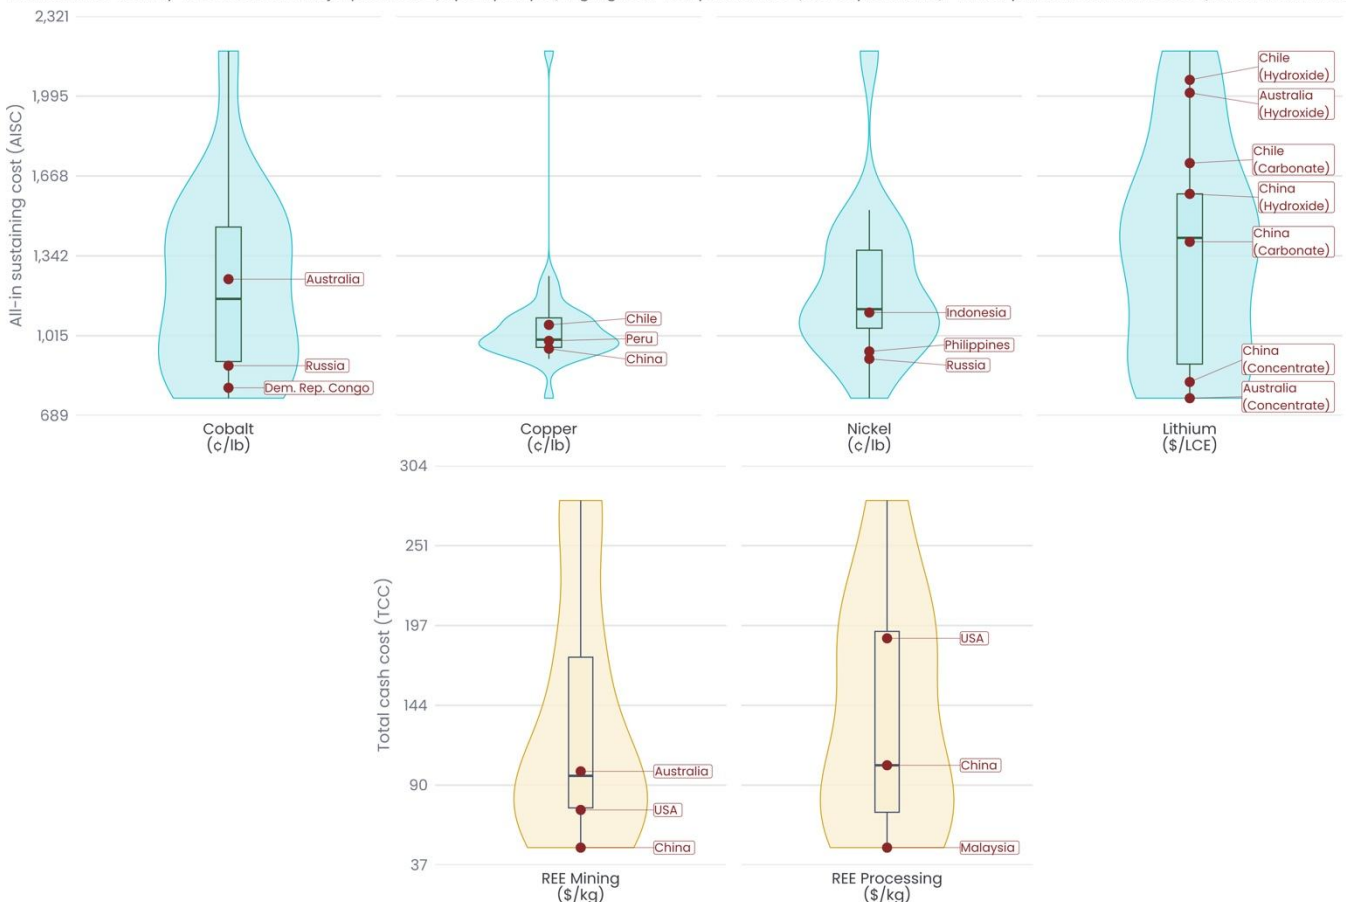 2,321
1,995
1,668
1,342
1,015
689
All-in sustaining cost (AISC)
Australia
Russia
Dem. Rep. Congo
Cobalt
(¢/lb)
Chile
Peru
China
Copper
(¢/lb)
Indonesia
Philippines
Russia
Nickel
(¢/lb)
Chile
(Hydroxide)
Australia
(Hydroxide)
Chile
(Carbonate)
China
(Hydroxide)
China
(Carbonate)
China
(Concentrate)
Australia
(Concentrate)
Lithium
($/LCE)
304
251
197
144
90
37
Total cash cost (TCC)
Australia
USA
China
REE Mining
($/kg)
USA
China
Malaysia
REE Processing
($/kg)